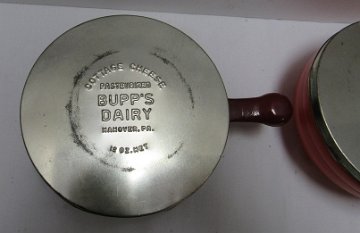 COTTAGE CHEESE
PASTEURIZED
BUPP'S
DAIRY
HANOVER, PA.
12 OZ. NET